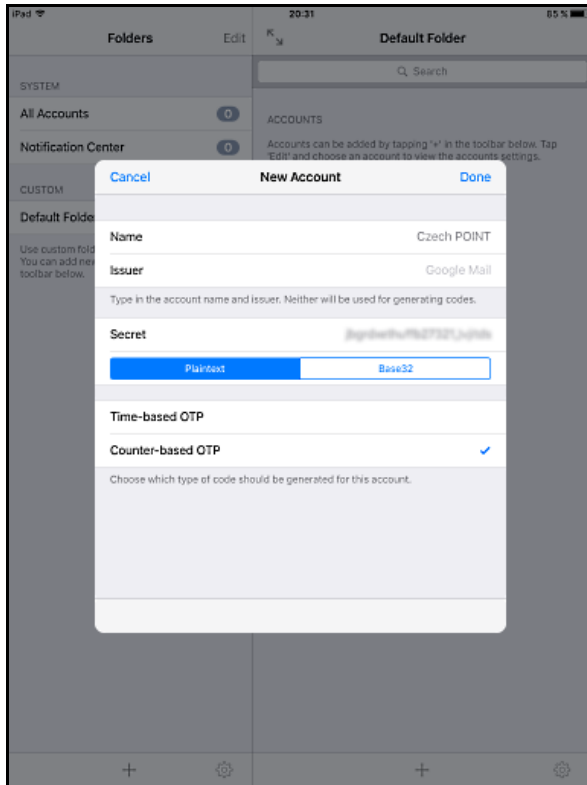 iPad
20:31
85 %
Folders
Edit
Default Folder
Search
SYSTEM
All Accounts
0
Notification Center
0
CUSTOM
Default Folde
Use custom fold
You can add new
toolbar below.
ACCOUNTS
Accounts can be added by tapping '+' in the toolbar below. Tap
'Edit' and choose an account to view the accounts settings.
Cancel
New Account
Done
Name
Czech POINT
Issuer
Google Mail
Type in the account name and issuer. Neither will be used for generating codes.
Secret
Plaintext
Base32
Time-based OTP
Counter-based OTP
Choose which type of code should be generated for this account.